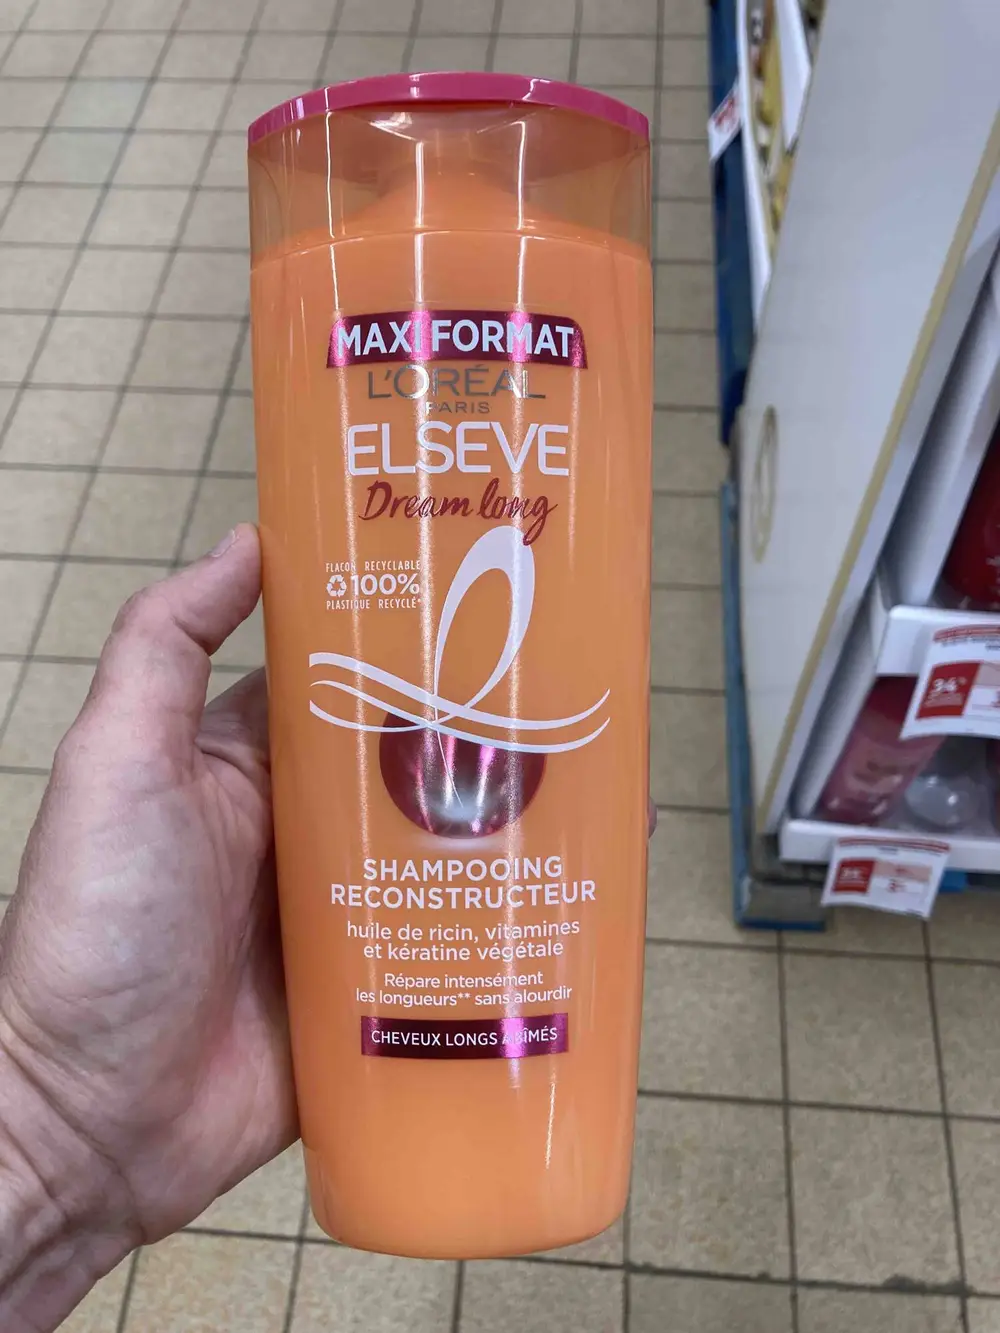 MAXI FORMAT
L'ORÉAL
PARIS
ELSEVE
Dream long
FLACON RECYCLABLE
100%
PLASTIQUE RECYCLÉ*
SHAMPOOING
RECONSTRUCTEUR
huile de ricin, vitamines
et kératine végétale
Répare intensément
les longueurs** sans alourdir
CHEVEUX LONGS ABÎMÉS
34%